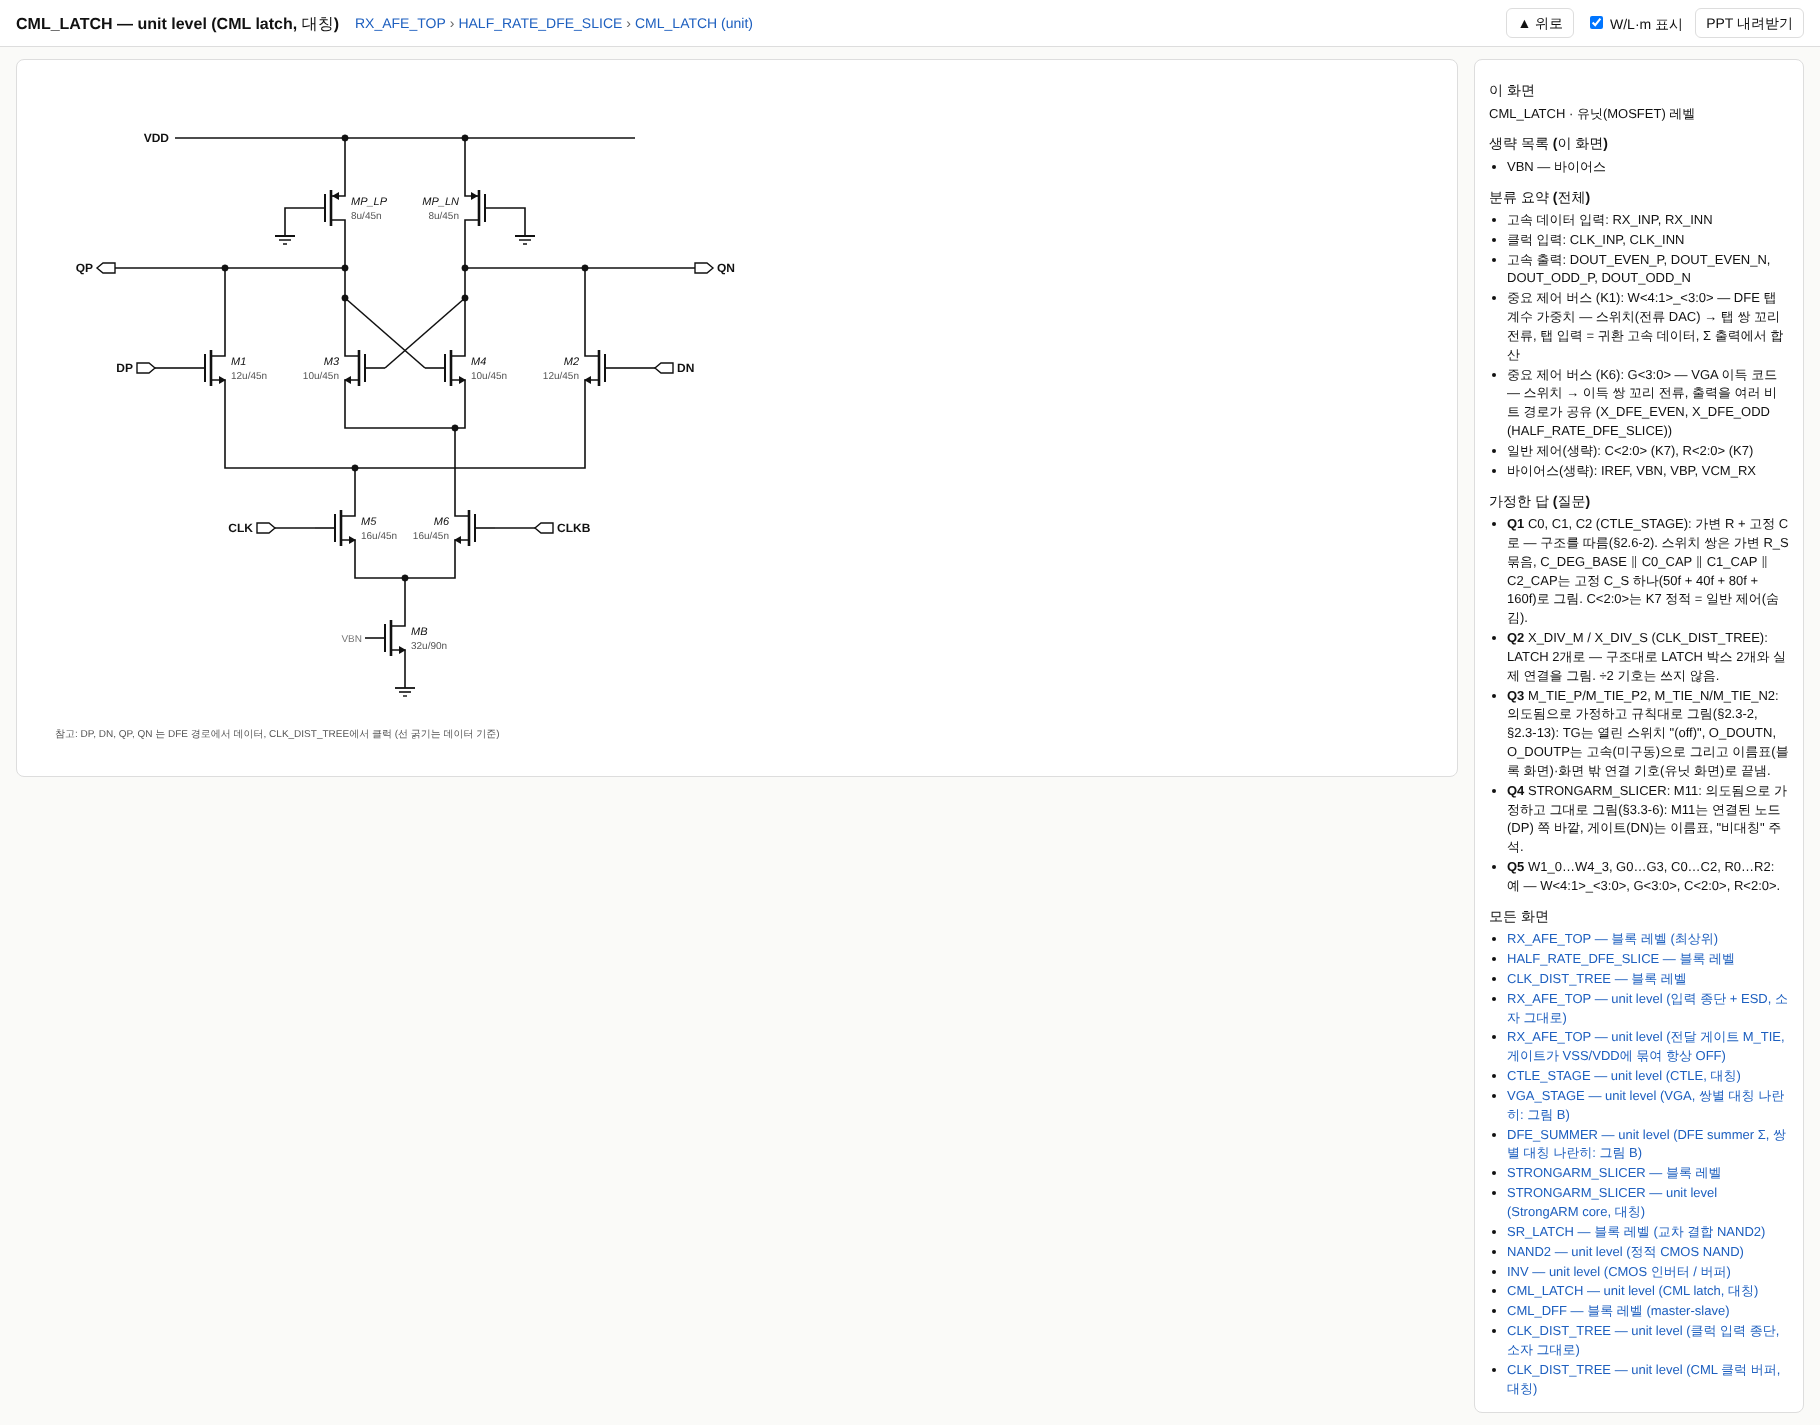 CML_LATCH — unit level (CML latch, 대칭)
RX_AFE_TOP › HALF_RATE_DFE_SLICE › CML_LATCH (unit)
▲ 위로
W/L·m 표시
PPT 내려받기
VDD
MP_LP
8u/45n
MP_LN
8u/45n
QP
QN
DP
M1
12u/45n
M3
10u/45n
M4
10u/45n
M2
12u/45n
DN
CLK
M5
16u/45n
M6
16u/45n
CLKB
VBN
MB
32u/90n
참고: DP, DN, QP, QN 는 DFE 경로에서 데이터, CLK_DIST_TREE에서 클럭 (선 굵기는 데이터 기준)
이 화면
CML_LATCH · 유닛(MOSFET) 레벨
생략 목록 (이 화면)
• VBN — 바이어스
분류 요약 (전체)
• 고속 데이터 입력: RX_INP, RX_INN
• 클럭 입력: CLK_INP, CLK_INN
• 고속 출력: DOUT_EVEN_P, DOUT_EVEN_N,
DOUT_ODD_P, DOUT_ODD_N
• 중요 제어 버스 (K1): W<4:1>_<3:0> — DFE 탭
계수 가중치 — 스위치(전류 DAC) → 탭 쌍 꼬리
전류, 탭 입력 = 귀환 고속 데이터, Σ 출력에서 합
산
• 중요 제어 버스 (K6): G<3:0> — VGA 이득 코드
— 스위치 → 이득 쌍 꼬리 전류, 출력을 여러 비
트 경로가 공유 (X_DFE_EVEN, X_DFE_ODD
(HALF_RATE_DFE_SLICE))
• 일반 제어(생략): C<2:0> (K7), R<2:0> (K7)
• 바이어스(생략): IREF, VBN, VBP, VCM_RX
가정한 답 (질문)
• Q1 C0, C1, C2 (CTLE_STAGE): 가변 R + 고정 C
로 — 구조를 따름(§2.6-2). 스위치 쌍은 가변 R_S
묶음, C_DEG_BASE ∥ C0_CAP ∥ C1_CAP ∥
C2_CAP는 고정 C_S 하나(50f + 40f + 80f +
160f)로 그림. C<2:0>는 K7 정적 = 일반 제어(숨
김).
• Q2 X_DIV_M / X_DIV_S (CLK_DIST_TREE):
LATCH 2개로 — 구조대로 LATCH 박스 2개와 실
제 연결을 그림. ÷2 기호는 쓰지 않음.
• Q3 M_TIE_P/M_TIE_P2, M_TIE_N/M_TIE_N2:
의도됨으로 가정하고 규칙대로 그림(§2.3-2,
§2.3-13): TG는 열린 스위치 "(off)", O_DOUTN,
O_DOUTP는 고속(미구동)으로 그리고 이름표(블
록 화면)·화면 밖 연결 기호(유닛 화면)로 끝냄.
• Q4 STRONGARM_SLICER: M11: 의도됨으로 가
정하고 그대로 그림(§3.3-6): M11는 연결된 노드
(DP) 쪽 바깥, 게이트(DN)는 이름표, "비대칭" 주
석.
• Q5 W1_0…W4_3, G0…G3, C0…C2, R0…R2:
예 — W<4:1>_<3:0>, G<3:0>, C<2:0>, R<2:0>.
모든 화면
• RX_AFE_TOP — 블록 레벨 (최상위)
• HALF_RATE_DFE_SLICE — 블록 레벨
• CLK_DIST_TREE — 블록 레벨
• RX_AFE_TOP — unit level (입력 종단 + ESD, 소
자 그대로)
• RX_AFE_TOP — unit level (전달 게이트 M_TIE,
게이트가 VSS/VDD에 묶여 항상 OFF)
• CTLE_STAGE — unit level (CTLE, 대칭)
• VGA_STAGE — unit level (VGA, 쌍별 대칭 나란
히: 그림 B)
• DFE_SUMMER — unit level (DFE summer Σ, 쌍
별 대칭 나란히: 그림 B)
• STRONGARM_SLICER — 블록 레벨
• STRONGARM_SLICER — unit level
(StrongARM core, 대칭)
• SR_LATCH — 블록 레벨 (교차 결합 NAND2)
• NAND2 — unit level (정적 CMOS NAND)
• INV — unit level (CMOS 인버터 / 버퍼)
• CML_LATCH — unit level (CML latch, 대칭)
• CML_DFF — 블록 레벨 (master-slave)
• CLK_DIST_TREE — unit level (클럭 입력 종단,
소자 그대로)
• CLK_DIST_TREE — unit level (CML 클럭 버퍼,
대칭)